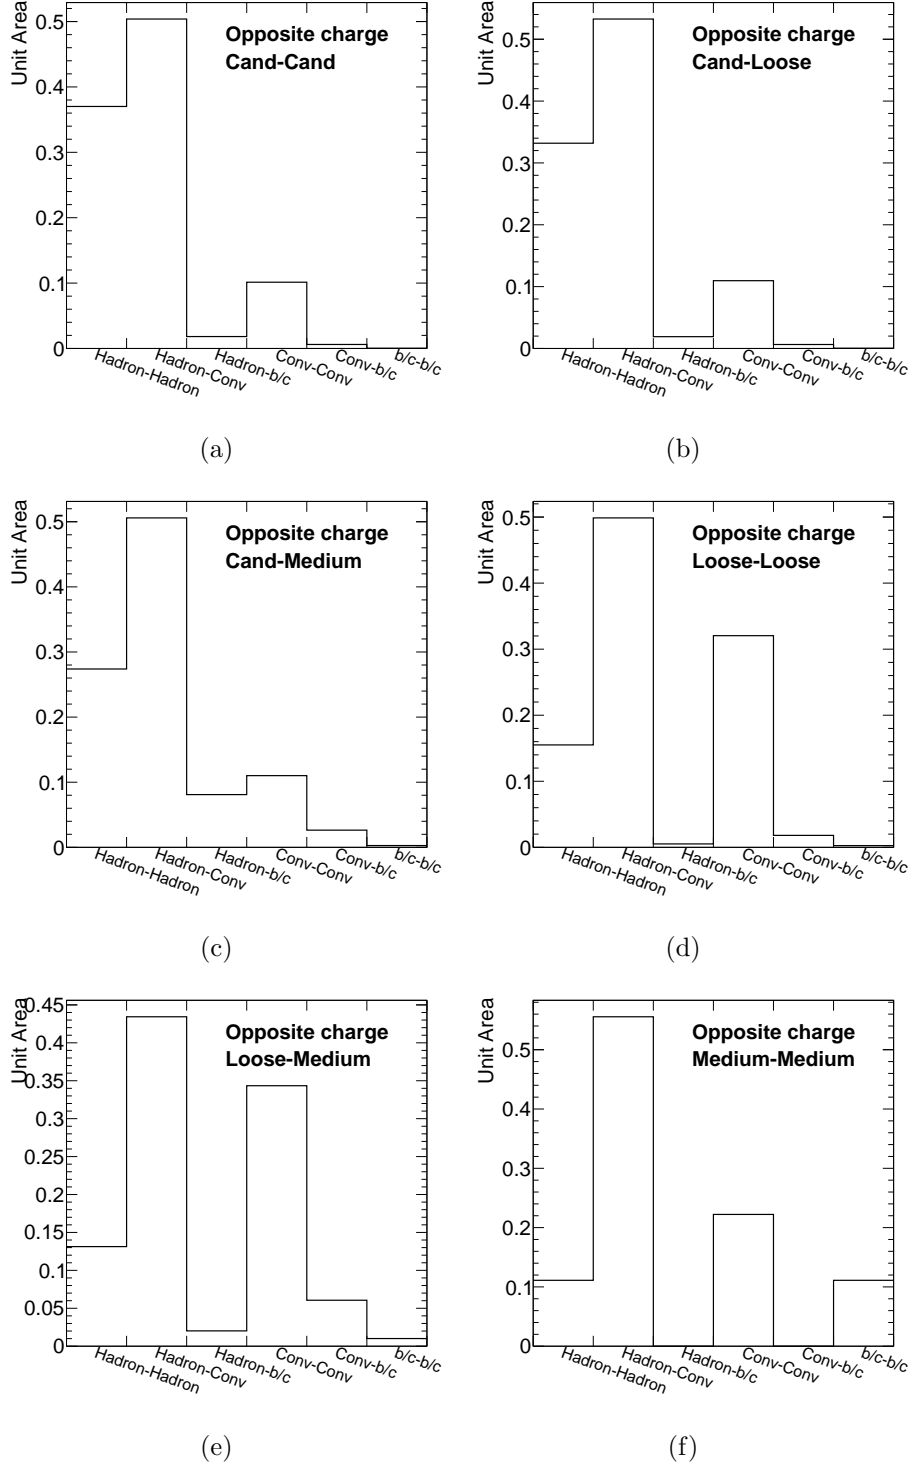 Unit Area
0.5
0.4
0.3
0.2
0.1
0
Opposite charge
Cand-Cand
Hadron-Hadron
Hadron-Conv
Hadron-b/c
Conv-Conv
Conv-b/c
b/c-b/c
(a)
Unit Area
0.5
0.4
0.3
0.2
0.1
0
Opposite charge
Cand-Loose
Hadron-Hadron
Hadron-Conv
Hadron-b/c
Conv-Conv
Conv-b/c
b/c-b/c
(b)
Unit Area
0.5
0.4
0.3
0.2
0.1
0
Opposite charge
Cand-Medium
Hadron-Hadron
Hadron-Conv
Hadron-b/c
Conv-Conv
Conv-b/c
b/c-b/c
(c)
Unit Area
0.5
0.4
0.3
0.2
0.1
0
Opposite charge
Loose-Loose
Hadron-Hadron
Hadron-Conv
Hadron-b/c
Conv-Conv
Conv-b/c
b/c-b/c
(d)
Unit Area
0.45
0.35
0.3
0.25
0.2
0.15
0.1
0.05
0
Opposite charge
Loose-Medium
Hadron-Hadron
Hadron-Conv
Hadron-b/c
Conv-Conv
Conv-b/c
b/c-b/c
(e)
Unit Area
0.5
0.4
0.3
0.2
0.1
0
Opposite charge
Medium-Medium
Hadron-Hadron
Hadron-Conv
Hadron-b/c
Conv-Conv
Conv-b/c
b/c-b/c
(f)